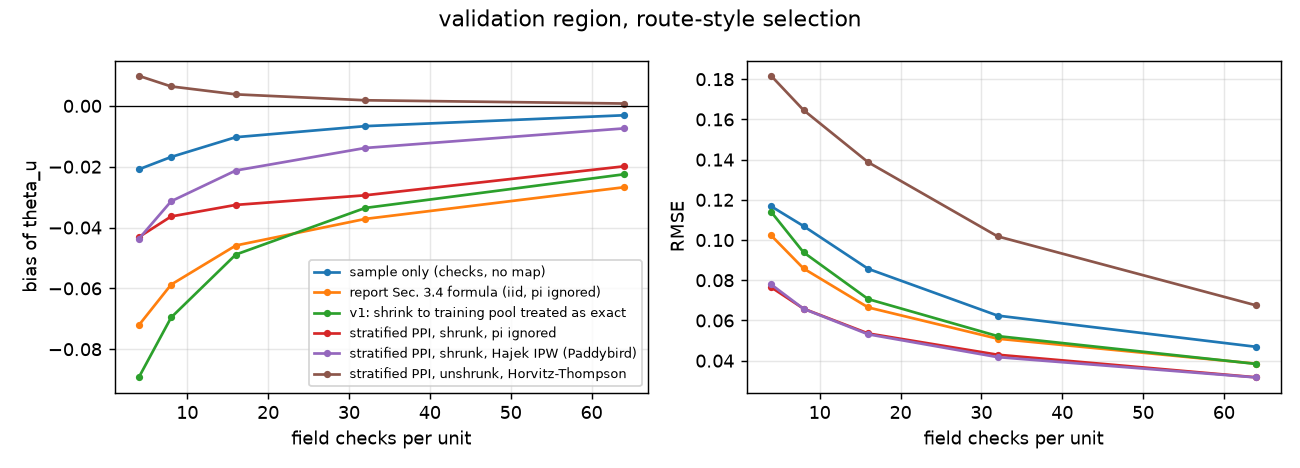 validation region, route-style selection
bias of theta_u
0.00
−0.02
−0.04
−0.06
−0.08
sample only (checks, no map)
report Sec. 3.4 formula (iid, pi ignored)
v1: shrink to training pool treated as exact
stratified PPI, shrunk, pi ignored
stratified PPI, shrunk, Hajek IPW (Paddybird)
stratified PPI, unshrunk, Horvitz-Thompson
10 20 30 40 50 60
field checks per unit
RMSE
0.18
0.16
0.14
0.12
0.10
0.08
0.06
0.04
10 20 30 40 50 60
field checks per unit